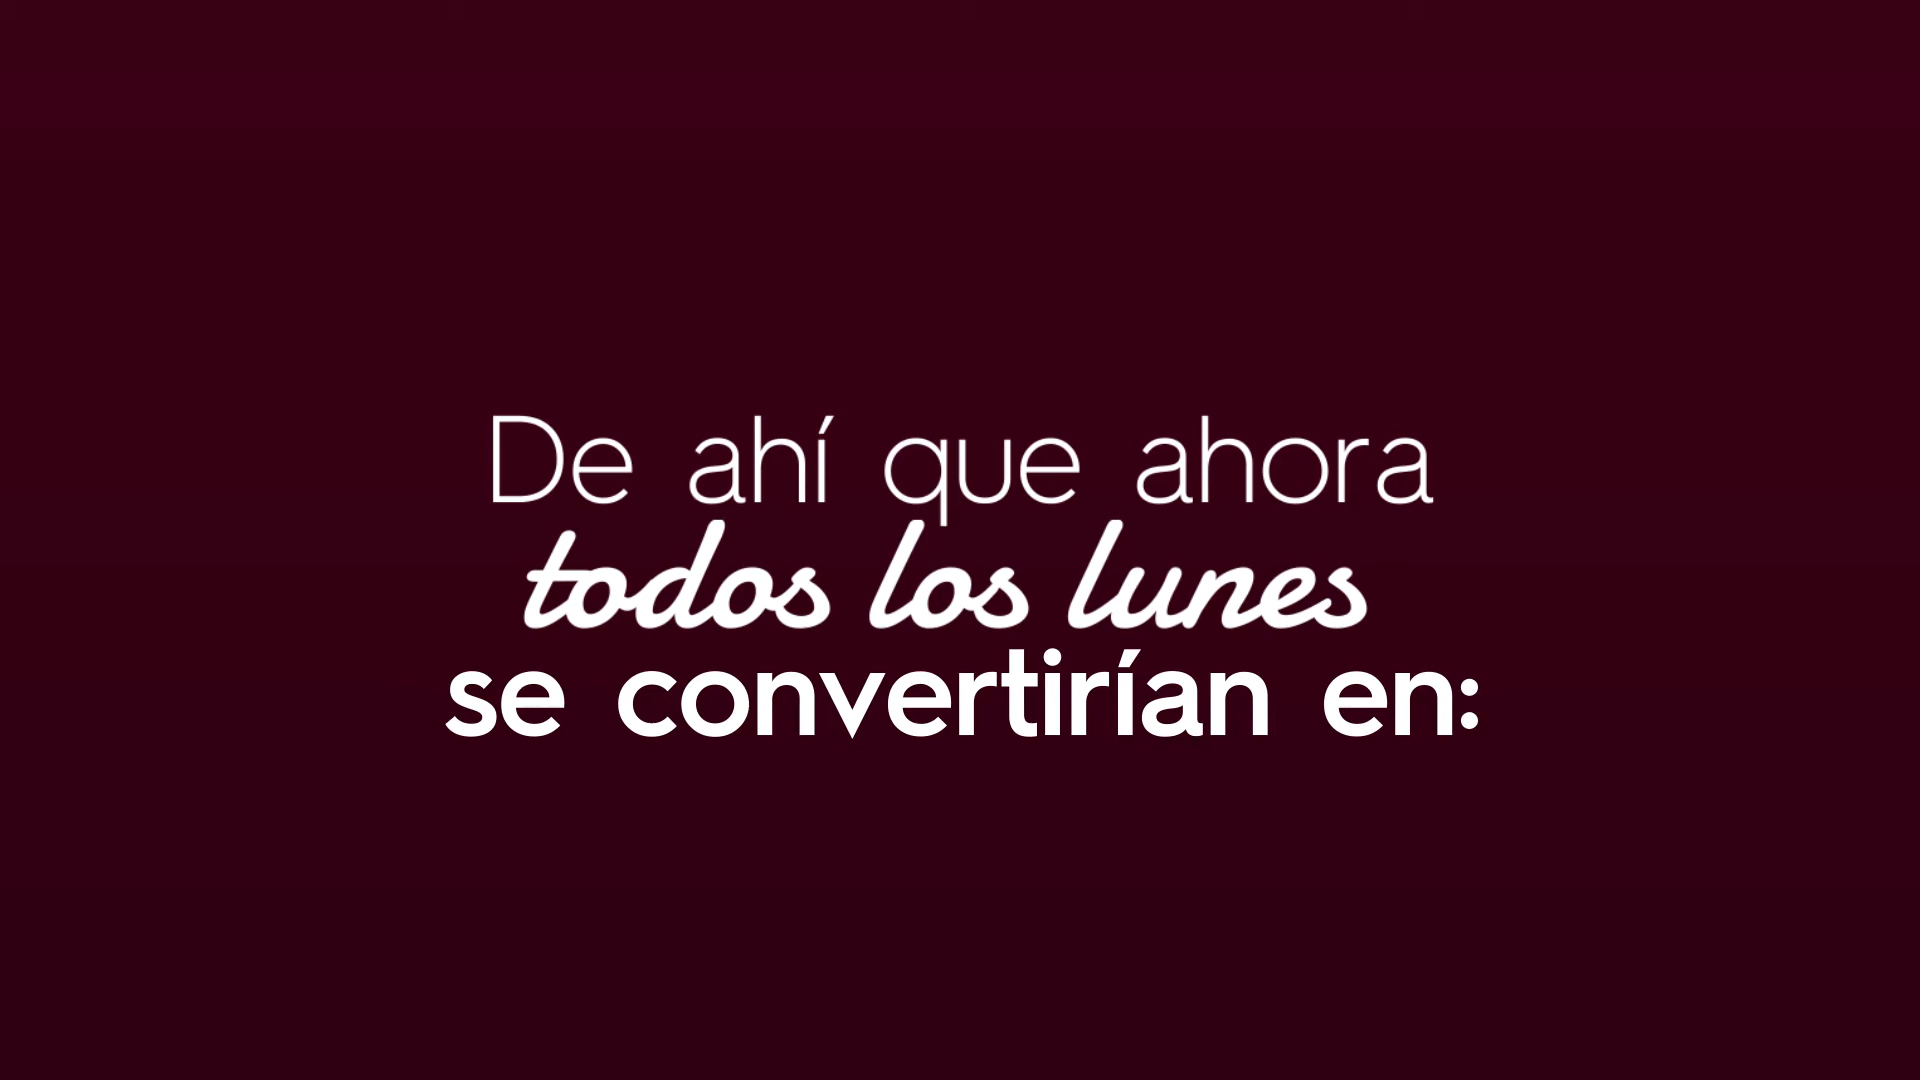 De ahí que ahora
todos los lunes
se convertirían en: